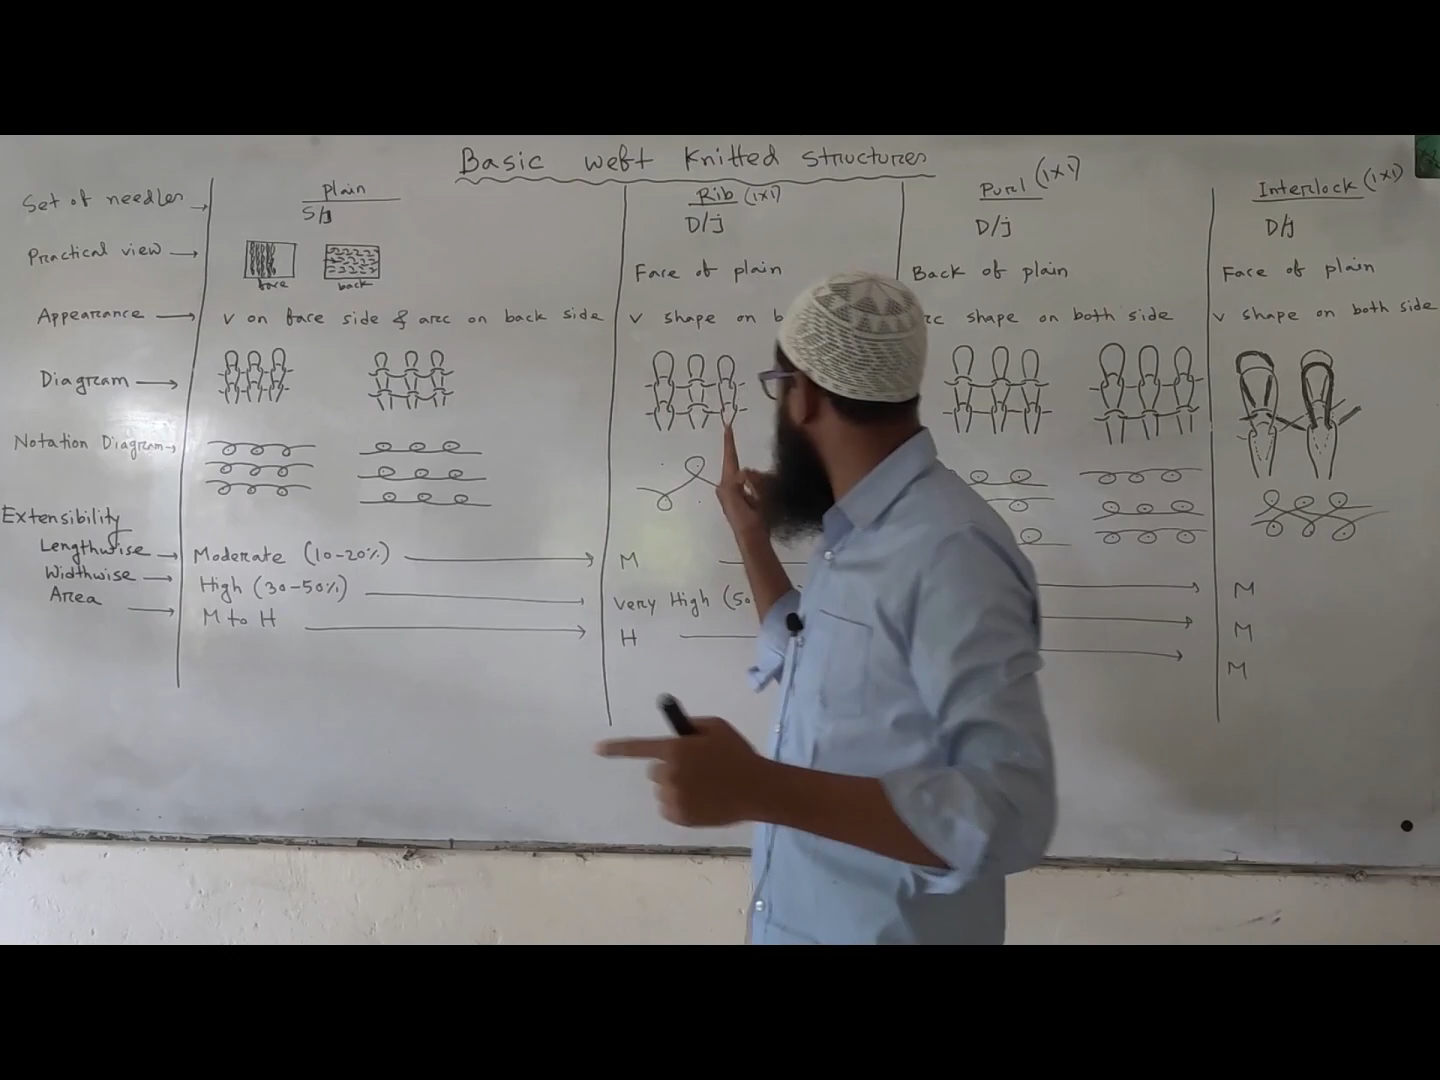 Basic weft knitted structures
Set of needles
plain
S/j
Rib (1x1)
D/j
Purl (1x1)
D/j
Interlock (1x1)
D/j
Practical view
face
back
Face of plain
Back of plain
Face of plain
Appearance
v on face side & arc on back side
v shape on
shape on both side
v shape on both side
Diagram
Notation Diagram
Extensibility
Lengthwise
Moderate (10-20%)
M
M
Widthwise
High (30-50%)
very High (50
M
Area
M to H
H
M